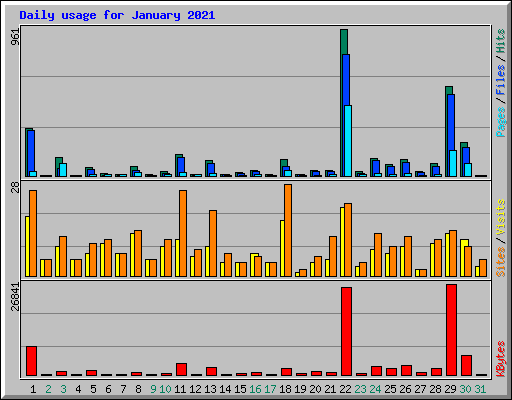 Daily usage for January 2021
961
Pages / Files / Hits
28
Sites / Visits
26841
KBytes
1 2 3 4 5 6 7 8 9 10 11 12 13 14 15 16 17 18 19 20 21 22 23 24 25 26 27 28 29 30 31